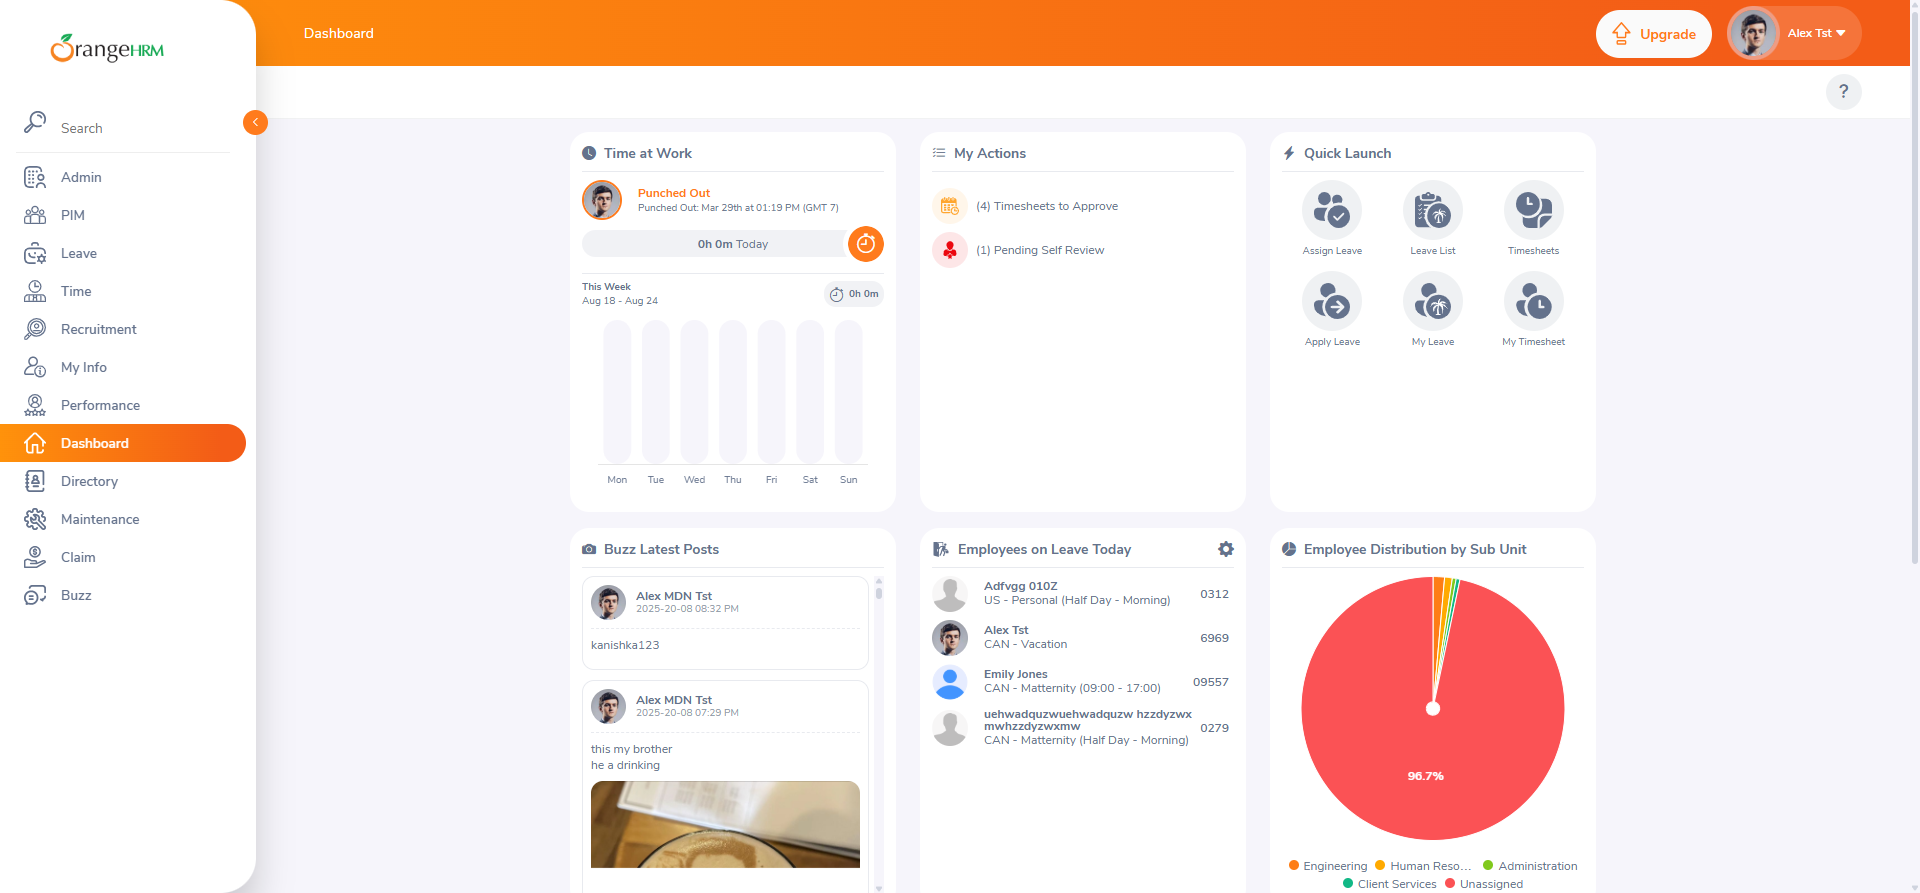 OrangeHRM
Dashboard
Upgrade
Alex Tst
?
Search
Admin
PIM
Leave
Time
Recruitment
My Info
Performance
Dashboard
Directory
Maintenance
Claim
Buzz
Time at Work
Punched Out
Punched Out: Mar 29th at 01:19 PM (GMT 7)
0h 0m Today
This Week
Aug 18 - Aug 24
0h 0m
Mon Tue Wed Thu Fri Sat Sun
My Actions
(4) Timesheets to Approve
(1) Pending Self Review
Quick Launch
Assign Leave Leave List Timesheets
Apply Leave My Leave My Timesheet
Buzz Latest Posts
Alex MDN Tst
2025-20-08 08:32 PM
kanishka123
Alex MDN Tst
2025-20-08 07:29 PM
this my brother
he a drinking
Employees on Leave Today
Adfvgg 010Z
US - Personal (Half Day - Morning)
0312
Alex Tst
CAN - Vacation
6969
Emily Jones
CAN - Matternity (09:00 - 17:00)
09557
uehwadquzwuehwadquzw hzzdyzwx
mwhzzdyzwxmw
CAN - Matternity (Half Day - Morning)
0279
Employee Distribution by Sub Unit
96.7%
Engineering Human Reso... Administration
Client Services Unassigned